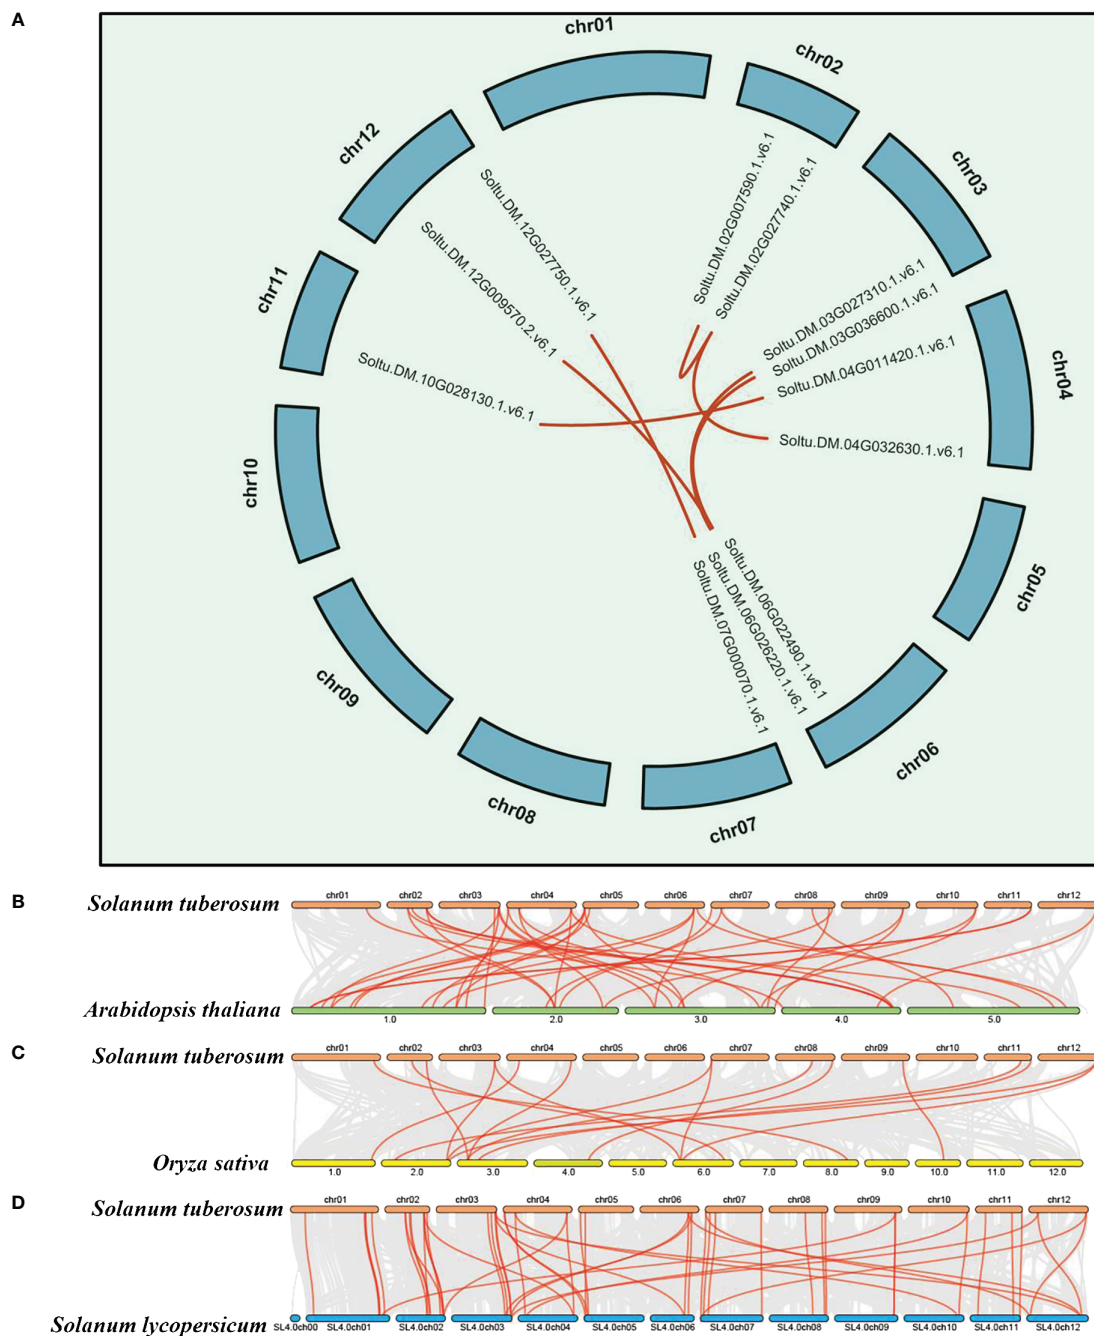 A
chr01
chr02
chr03
chr04
chr05
chr06
chr07
chr08
chr09
chr10
chr11
chr12
Soltu.DM.02G007590.1.v6.1
Soltu.DM.02G027740.1.v6.1
Soltu.DM.03G027310.1.v6.1
Soltu.DM.03G036600.1.v6.1
Soltu.DM.04G011420.1.v6.1
Soltu.DM.04G032630.1.v6.1
Soltu.DM.06G022490.1.v6.1
Soltu.DM.06G026220.1.v6.1
Soltu.DM.07G000070.1.v6.1
Soltu.DM.10G028130.1.v6.1
Soltu.DM.12G009570.2.v6.1
Soltu.DM.12G027750.1.v6.1
B
chr01 chr02 chr03 chr04 chr05 chr06 chr07 chr08 chr09 chr10 chr11 chr12
Solanum tuberosum
Arabidopsis thaliana
1.0 2.0 3.0 4.0 5.0
C
chr01 chr02 chr03 chr04 chr05 chr06 chr07 chr08 chr09 chr10 chr11 chr12
Solanum tuberosum
Oryza sativa
1.0 2.0 3.0 4.0 5.0 6.0 7.0 8.0 9.0 10.0 11.0 12.0
D
chr01 chr02 chr03 chr04 chr05 chr06 chr07 chr08 chr09 chr10 chr11 chr12
Solanum tuberosum
Solanum lycopersicum
SL4.0ch00 SL4.0ch01 SL4.0ch02 SL4.0ch03 SL4.0ch04 SL4.0ch05 SL4.0ch06 SL4.0ch07 SL4.0ch08 SL4.0ch09 SL4.0ch10 SL4.0ch11 SL4.0ch12